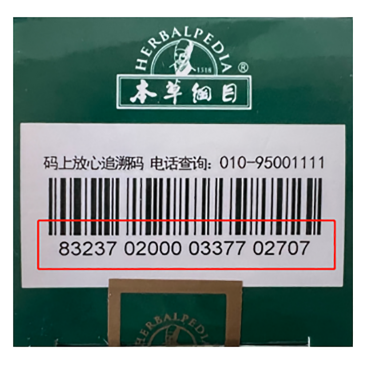 HERBALPEDIA
1518
®
本草纲目
码上放心追溯码 电话查询：010-95001111
83237 02000 03377 02707
HERBALPEDIA